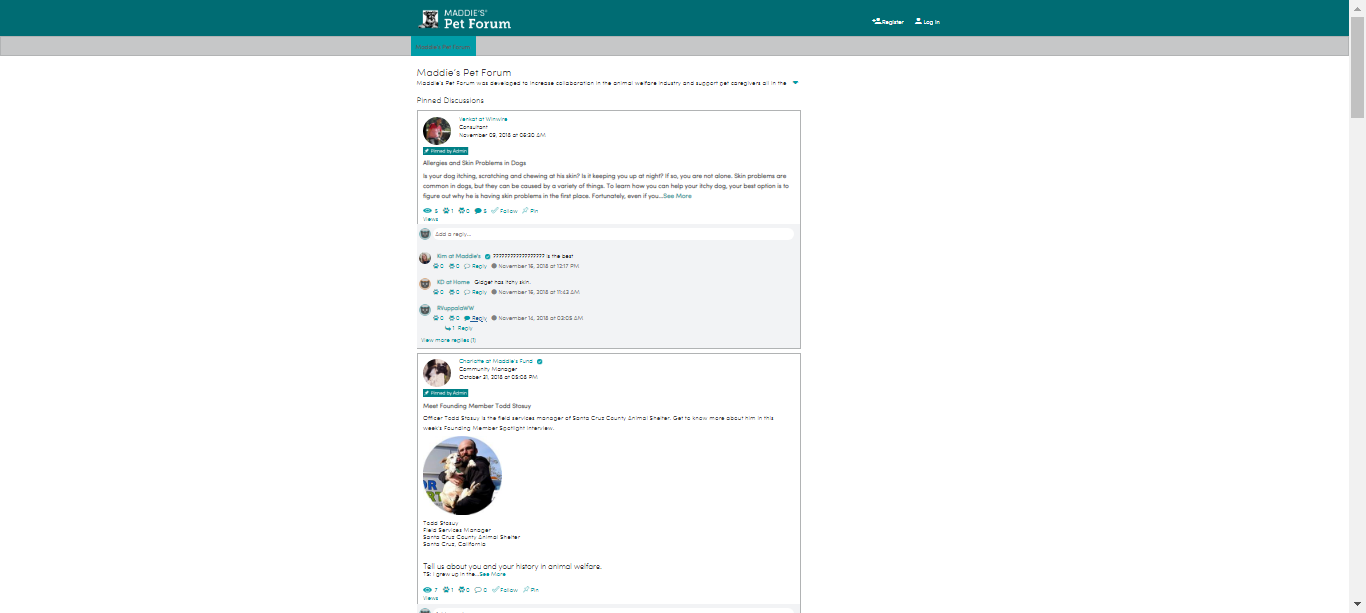 MADDIE'S®
Pet Forum
Register
Log In
Maddie's Pet Forum
Maddie's Pet Forum
Maddie's Pet Forum was developed to increase collaboration in the animal welfare industry and support pet caregivers all in the
Pinned Discussions
Venkat at Winwire
Consultant
November 09, 2018 at 05:30 AM
Pinned by Admin
Allergies and Skin Problems in Dogs
Is your dog itching, scratching and chewing at his skin? Is it keeping you up at night? If so, you are not alone. Skin problems are
common in dogs, but they can be caused by a variety of things. To learn how you can help your itchy dog, your best option is to
figure out why he is having skin problems in the first place. Fortunately, even if you...See More
5 1 0 5 Follow Pin
Views
Add a reply...
Kim at Maddie's ?????????????????? is the best
0 0 Reply November 16, 2018 at 12:17 PM
KD at Home Gidget has itchy skin.
0 0 Reply November 16, 2018 at 11:43 AM
RVuppalaWW
0 0 Reply November 14, 2018 at 03:05 AM
1 Reply
View more replies (1)
Charlotte at Maddie's Fund
Community Manager
October 31, 2018 at 05:05 PM
Pinned by Admin
Meet Founding Member Todd Stosuy
Officer Todd Stosuy is the field services manager of Santa Cruz County Animal Shelter. Get to know more about him in this
week's Founding Member Spotlight interview.
Todd Stosuy
Field Services Manager
Santa Cruz County Animal Shelter
Santa Cruz, California
Tell us about you and your history in animal welfare.
TS: I grew up in the...See More
7 1 0 0 Follow Pin
Views